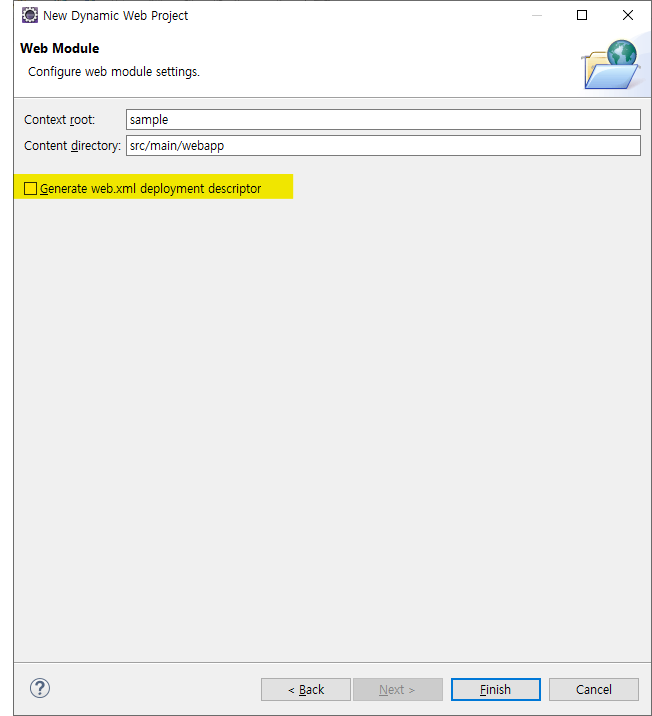 New Dynamic Web Project
Web Module
Configure web module settings.
Context root: sample
Content directory: src/main/webapp
Generate web.xml deployment descriptor
?
< Back Next > Finish Cancel